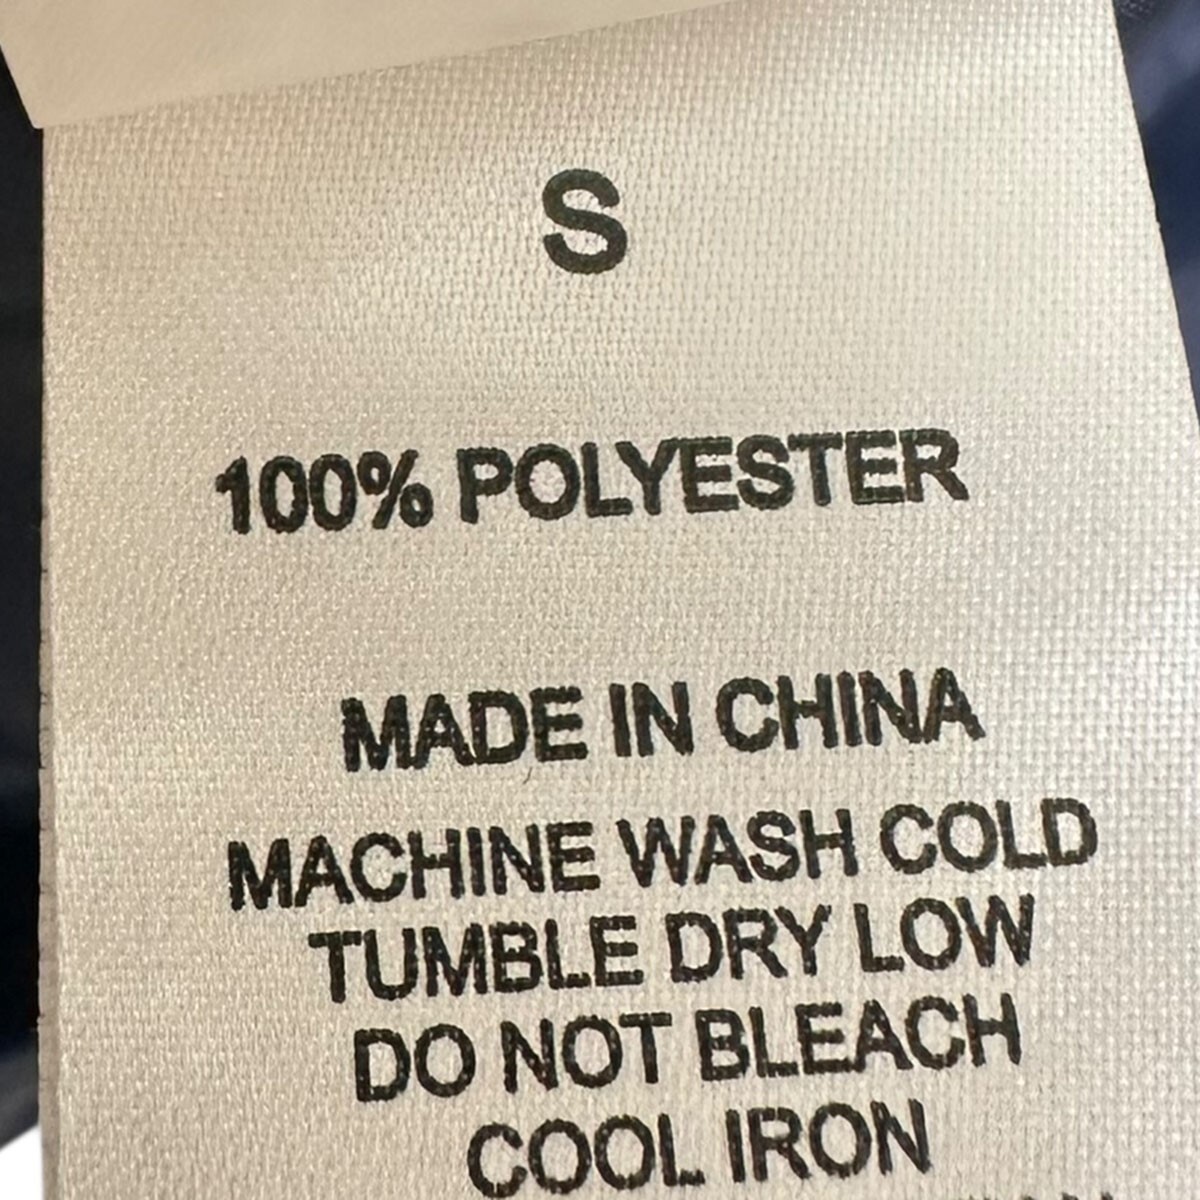 S
100% POLYESTER
MADE IN CHINA
MACHINE WASH COLD
TUMBLE DRY LOW
DO NOT BLEACH
COOL IRON